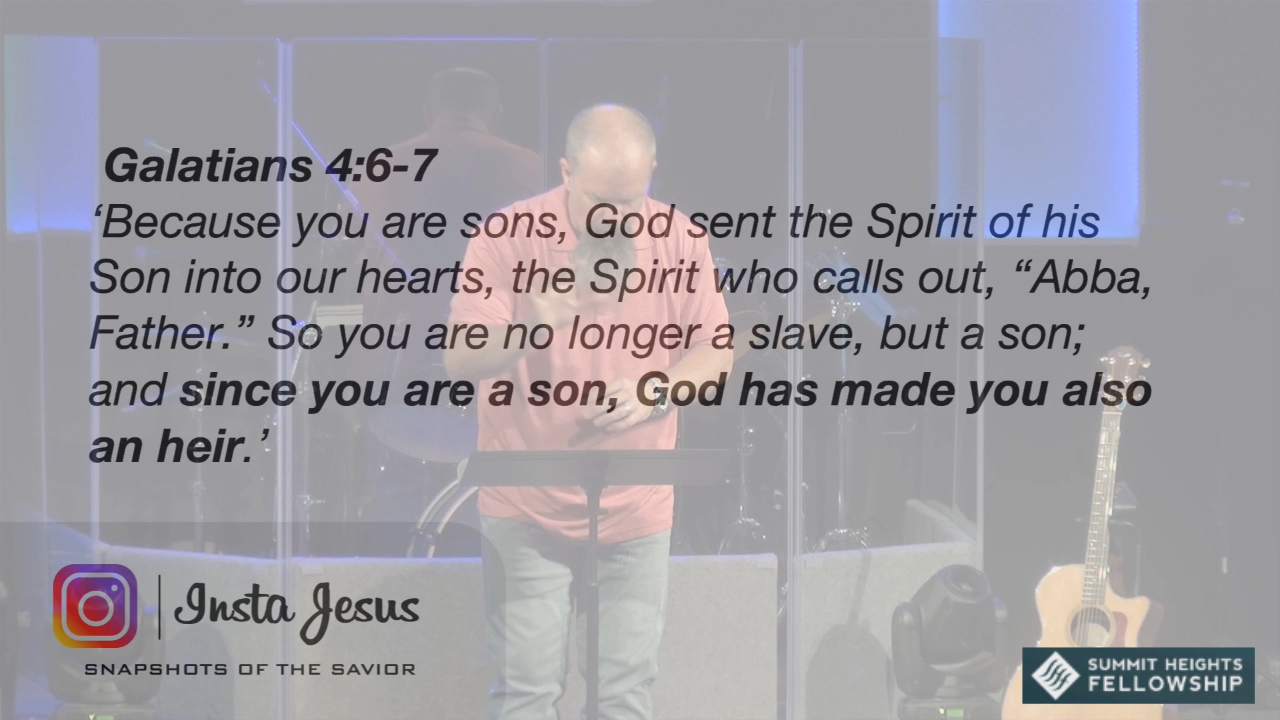 Galatians 4:6-7
‘Because you are sons, God sent the Spirit of his
Son into our hearts, the Spirit who calls out, “Abba,
Father.” So you are no longer a slave, but a son;
and since you are a son, God has made you also
an heir.’
Insta Jesus
SNAPSHOTS OF THE SAVIOR
SUMMIT HEIGHTS
FELLOWSHIP